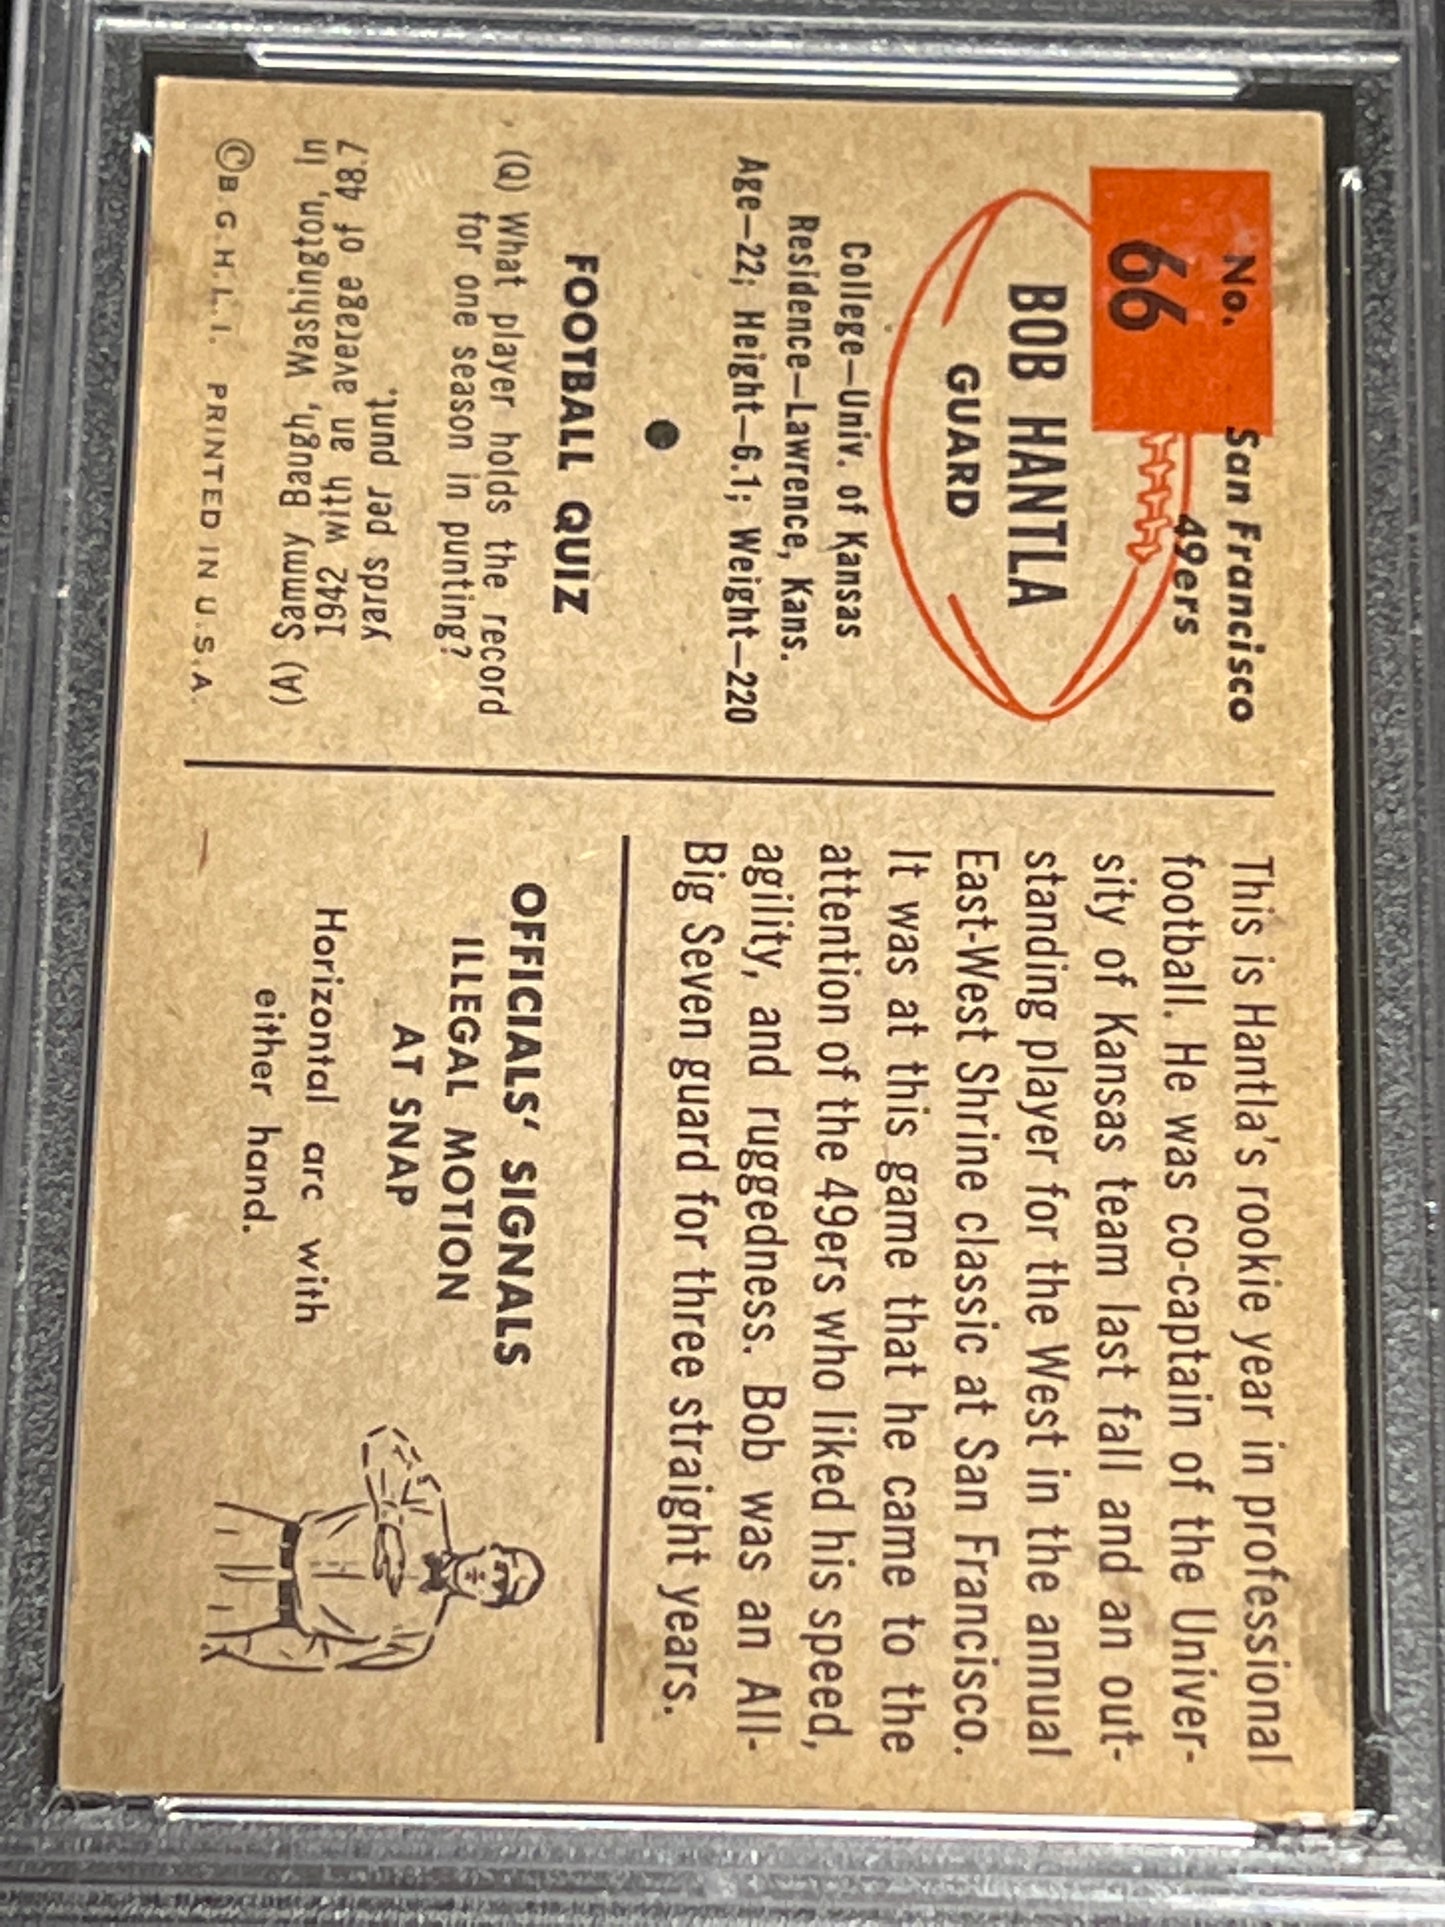 No. 66
San Francisco
49ers
BOB HANTLA
GUARD
College—Univ. of Kansas
Residence—Lawrence, Kans.
Age—22; Height—6.1; Weight—220
FOOTBALL QUIZ
(Q) What player holds the record
for one season in punting?
(A) Sammy Baugh, Washington, in
1942 with an average of 48.7
yards per punt.
©B.G.H.L.I. PRINTED IN U.S.A.
This is Hantla's rookie year in professional
football. He was co-captain of the Univer-
sity of Kansas team last fall and an out-
standing player for the West in the annual
East-West Shrine classic at San Francisco.
It was at this game that he came to the
attention of the 49ers who liked his speed,
agility, and ruggedness. Bob was an All-
Big Seven guard for three straight years.
OFFICIALS' SIGNALS
ILLEGAL MOTION
AT SNAP
Horizontal arc with
either hand.